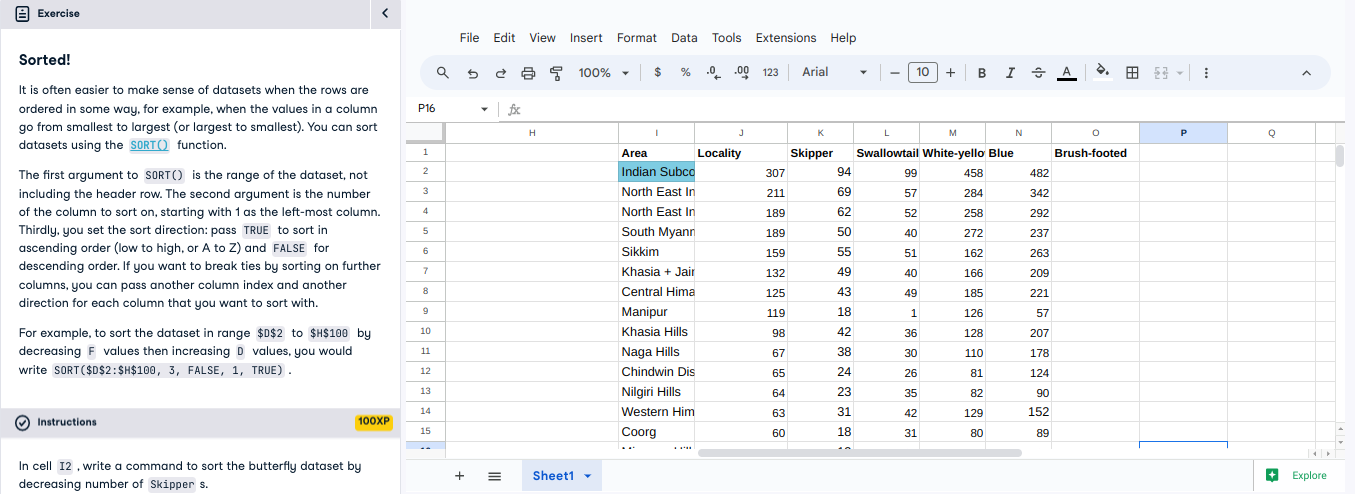 Exercise
Sorted!
It is often easier to make sense of datasets when the rows are
ordered in some way, for example, when the values in a column
go from smallest to largest (or largest to smallest). You can sort
datasets using the SORT() function.
The first argument to SORT() is the range of the dataset, not
including the header row. The second argument is the number
of the column to sort on, starting with 1 as the left-most column.
Thirdly, you set the sort direction: pass TRUE to sort in
ascending order (low to high, or A to Z) and FALSE for
descending order. If you want to break ties by sorting on further
columns, you can pass another column index and another
direction for each column that you want to sort with.
For example, to sort the dataset in range $D$2 to $H$100 by
decreasing F values then increasing D values, you would
write SORT($D$2:$H$100, 3, FALSE, 1, TRUE) .
Instructions 100XP
In cell I2 , write a command to sort the butterfly dataset by
decreasing number of Skipper s.
File Edit View Insert Format Data Tools Extensions Help
100% $ % .0 .00 123 Arial 10 B I A
P16 fx
H I J K L M N O P Q
1 Area Locality Skipper Swallowtail White-yello Blue Brush-footed
2 Indian Subco 307 94 99 458 482
3 North East In 211 69 57 284 342
4 North East In 189 62 52 258 292
5 South Myann 189 50 40 272 237
6 Sikkim 159 55 51 162 263
7 Khasia + Jair 132 49 40 166 209
8 Central Hima 125 43 49 185 221
9 Manipur 119 18 1 126 57
10 Khasia Hills 98 42 36 128 207
11 Naga Hills 67 38 30 110 178
12 Chindwin Dis 65 24 26 81 124
13 Nilgiri Hills 64 23 35 82 90
14 Western Him 63 31 42 129 152
15 Coorg 60 18 31 80 89
Sheet1
Explore